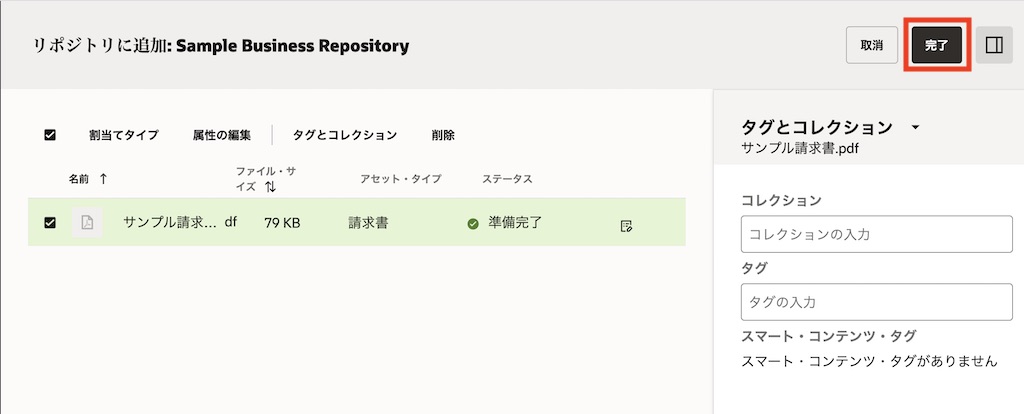 リポジトリに追加: Sample Business Repository
取消
完了
割当てタイプ
属性の編集
タグとコレクション
削除
名前 ↑
ファイル・サ
イズ
アセット・タイプ
ステータス
サンプル請求... df
79 KB
請求書
準備完了
タグとコレクション
サンプル請求書.pdf
コレクション
コレクションの入力
タグ
タグの入力
スマート・コンテンツ・タグ
スマート・コンテンツ・タグがありません